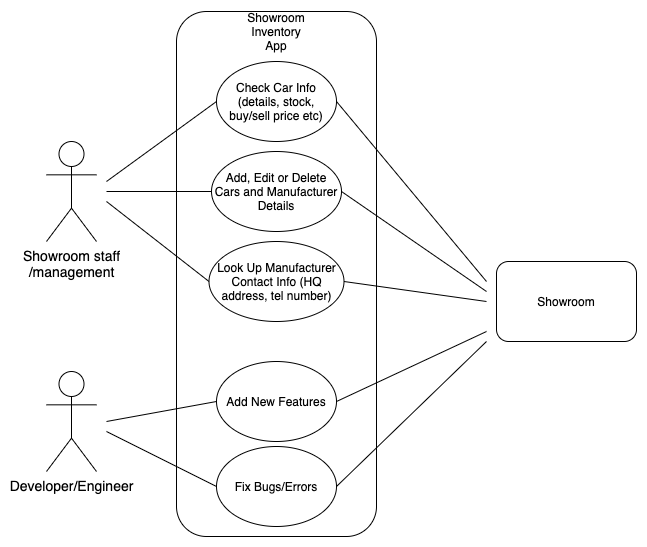 Showroom
Inventory
App
Check Car Info
(details, stock,
buy/sell price etc)
Add, Edit or Delete
Cars and Manufacturer
Details
Showroom staff
/management
Look Up Manufacturer
Contact Info (HQ
address, tel number)
Showroom
Add New Features
Developer/Engineer
Fix Bugs/Errors